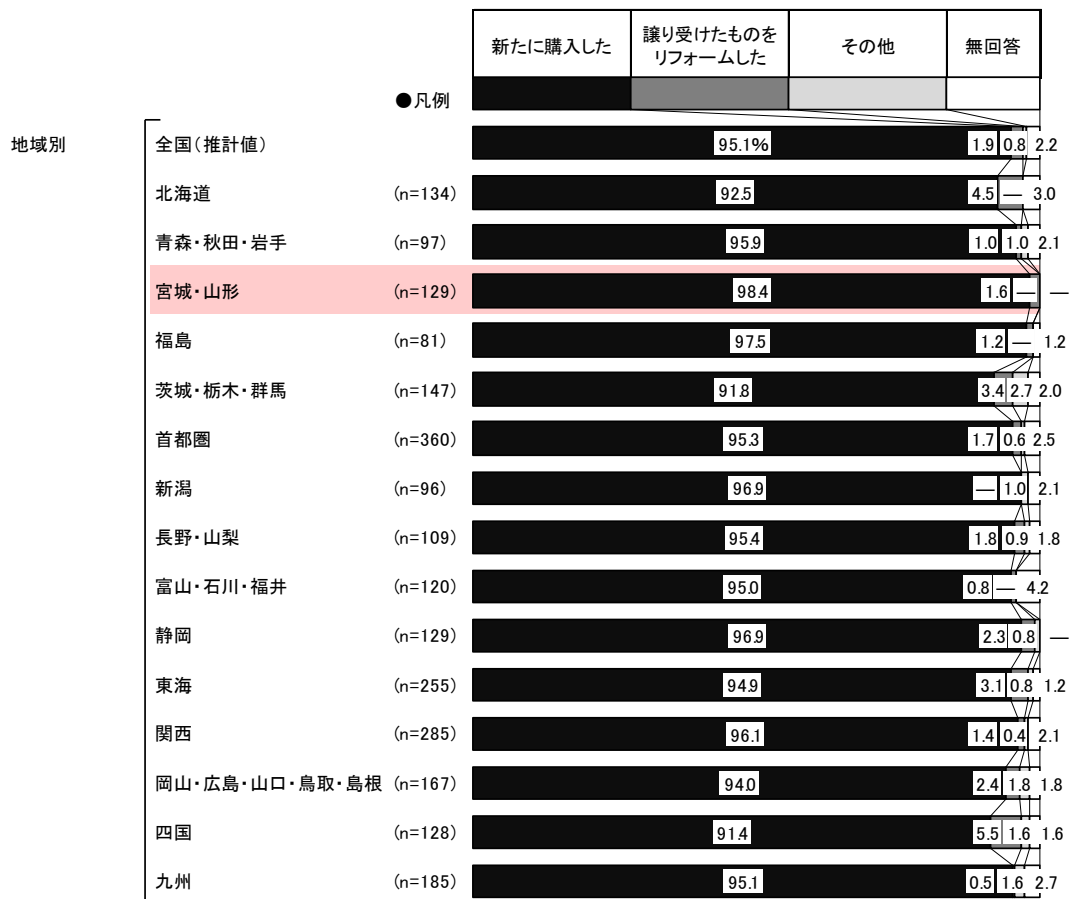 新たに購入した 譲り受けたものを その他 無回答
リフォームした
●凡例
地域別 全国(推計値) 95.1% 1.9 0.8 2.2
北海道 (n=134) 92.5 4.5 — 3.0
青森・秋田・岩手 (n=97) 95.9 1.0 1.0 2.1
宮城・山形 (n=129) 98.4 1.6 — —
福島 (n=81) 97.5 1.2 — 1.2
茨城・栃木・群馬 (n=147) 91.8 3.4 2.7 2.0
首都圏 (n=360) 95.3 1.7 0.6 2.5
新潟 (n=96) 96.9 — 1.0 2.1
長野・山梨 (n=109) 95.4 1.8 0.9 1.8
富山・石川・福井 (n=120) 95.0 0.8 — 4.2
静岡 (n=129) 96.9 2.3 0.8 —
東海 (n=255) 94.9 3.1 0.8 1.2
関西 (n=285) 96.1 1.4 0.4 2.1
岡山・広島・山口・鳥取・島根 (n=167) 94.0 2.4 1.8 1.8
四国 (n=128) 91.4 5.5 1.6 1.6
九州 (n=185) 95.1 0.5 1.6 2.7